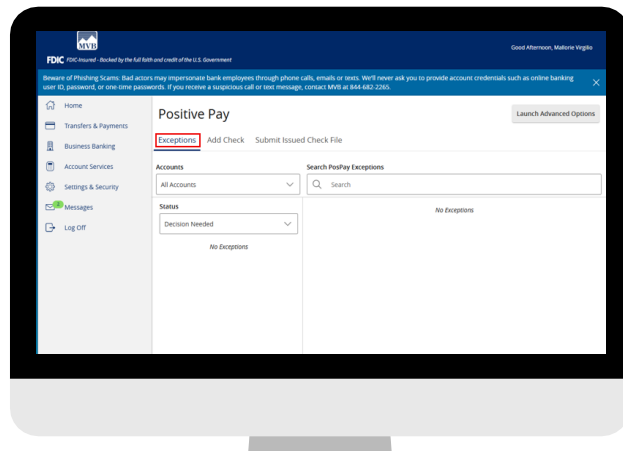 MVB
FDIC FDIC-Insured - Backed by the full faith and credit of the U.S. Government
Good Afternoon, Mallorie Virgilio
Beware of Phishing Scams: Bad actors may impersonate bank employees through phone calls, emails or texts. We'll never ask you to provide account credentials such as online banking
user ID, password, or one-time passwords. If you receive a suspicious call or text message, contact MVB at 844-682-2265.
Home
Transfers & Payments
Business Banking
Account Services
Settings & Security
Messages
Log Off
Positive Pay
Launch Advanced Options
Exceptions Add Check Submit Issued Check File
Accounts
All Accounts
Search PosPay Exceptions
Search
Status
Decision Needed
No Exceptions
No Exceptions